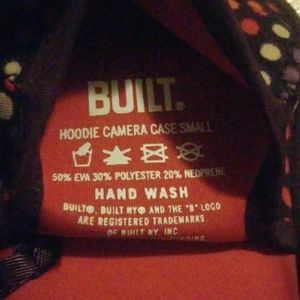 BUILT®
HOODIE CAMERA CASE SMALL
50% EVA 30% POLYESTER 20% NEOPRENE
HAND WASH
BUILT®, BUILT NY® AND THE "B" LOGO
ARE REGISTERED TRADEMARKS
OF BUILT NY, INC.